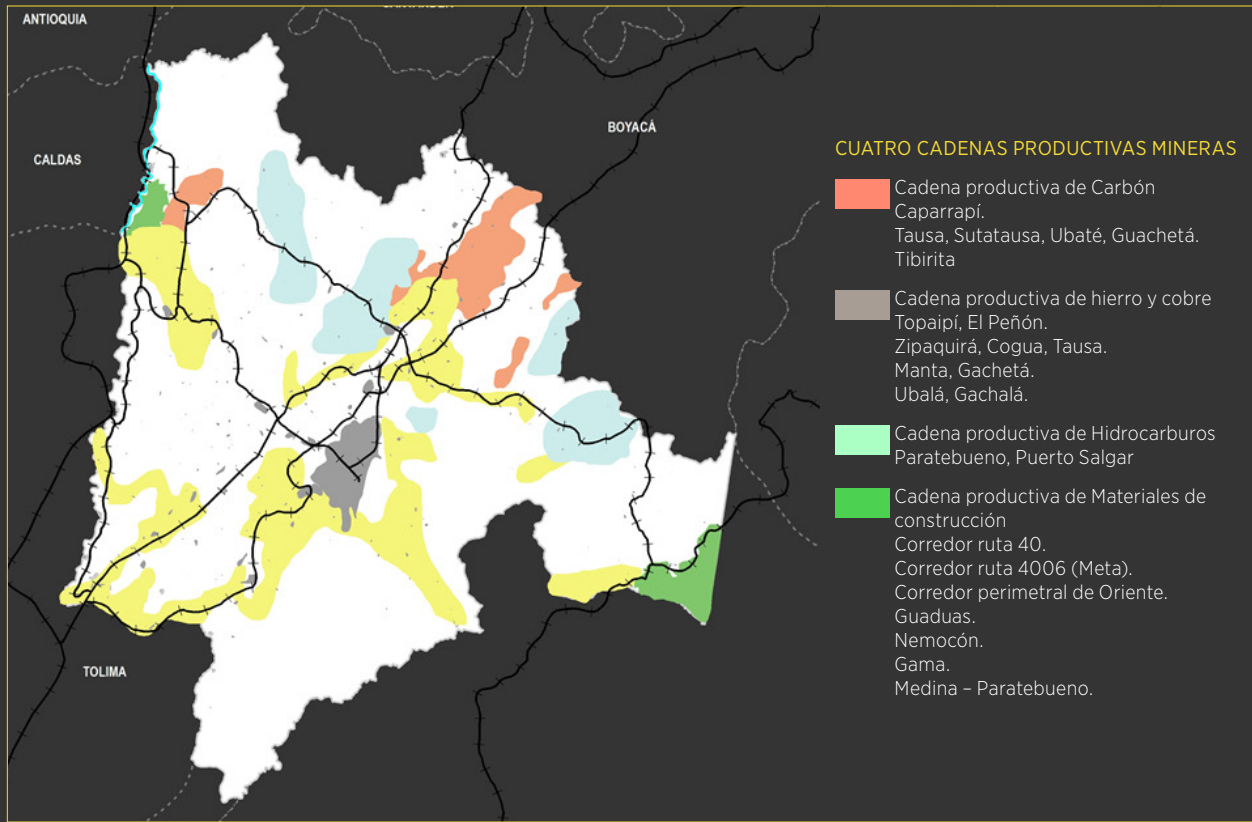 ANTIOQUIA
BOYACÁ
CALDAS
TOLIMA
CUATRO CADENAS PRODUCTIVAS MINERAS
Cadena productiva de Carbón
Caparrapí.
Tausa, Sutatausa, Ubaté, Guachetá.
Tibirita
Cadena productiva de hierro y cobre
Topaipí, El Peñón.
Zipaquirá, Cogua, Tausa.
Manta, Gachetá.
Ubalá, Gachalá.
Cadena productiva de Hidrocarburos
Paratebueno, Puerto Salgar
Cadena productiva de Materiales de
construcción
Corredor ruta 40.
Corredor ruta 4006 (Meta).
Corredor perimetral de Oriente.
Guaduas.
Nemocón.
Gama.
Medina – Paratebueno.